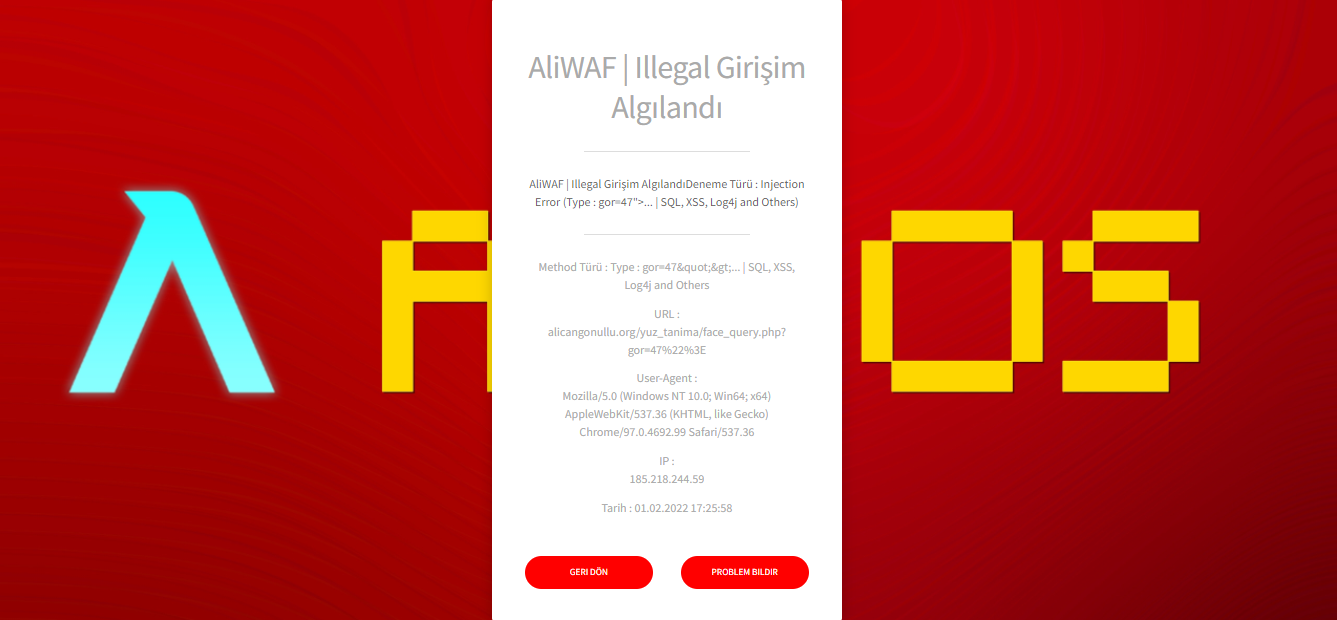 AliWAF | Illegal Girişim
Algılandı
AliWAF | Illegal Girişim AlgılandıDeneme Türü : Injection
Error (Type : gor=47">... | SQL, XSS, Log4j and Others)
Method Türü : Type : gor=47&quot;&gt;... | SQL, XSS,
Log4j and Others
URL :
alicangonullu.org/yuz_tanima/face_query.php?
gor=47%22%3E
User-Agent :
Mozilla/5.0 (Windows NT 10.0; Win64; x64)
AppleWebKit/537.36 (KHTML, like Gecko)
Chrome/97.0.4692.99 Safari/537.36
IP :
185.218.244.59
Tarih : 01.02.2022 17:25:58
GERI DÖN
PROBLEM BILDIR
OS